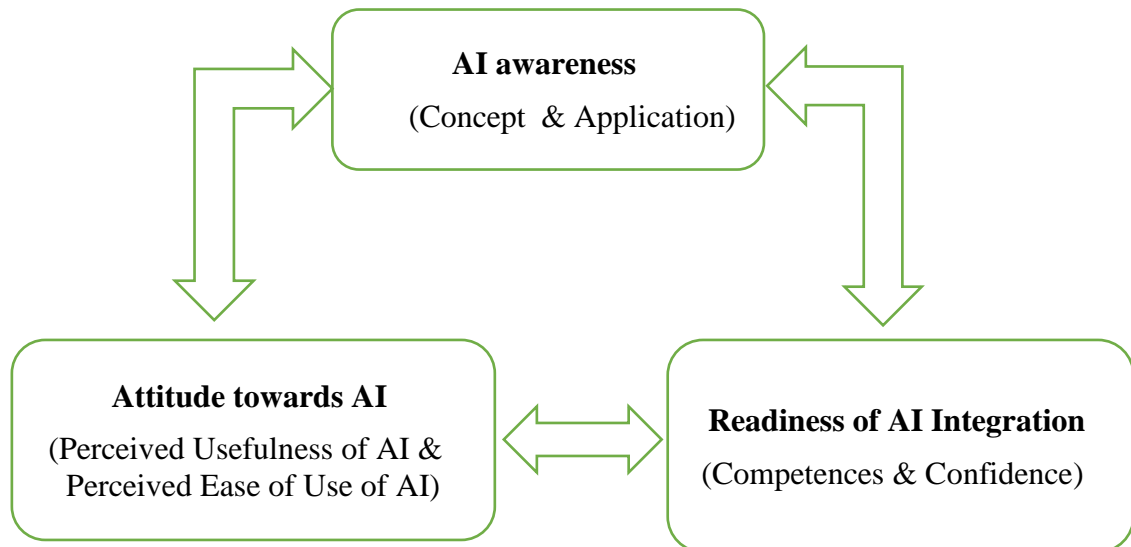 AI awareness
(Concept & Application)
Attitude towards AI
(Perceived Usefulness of AI &
Perceived Ease of Use of AI)
Readiness of AI Integration
(Competences & Confidence)